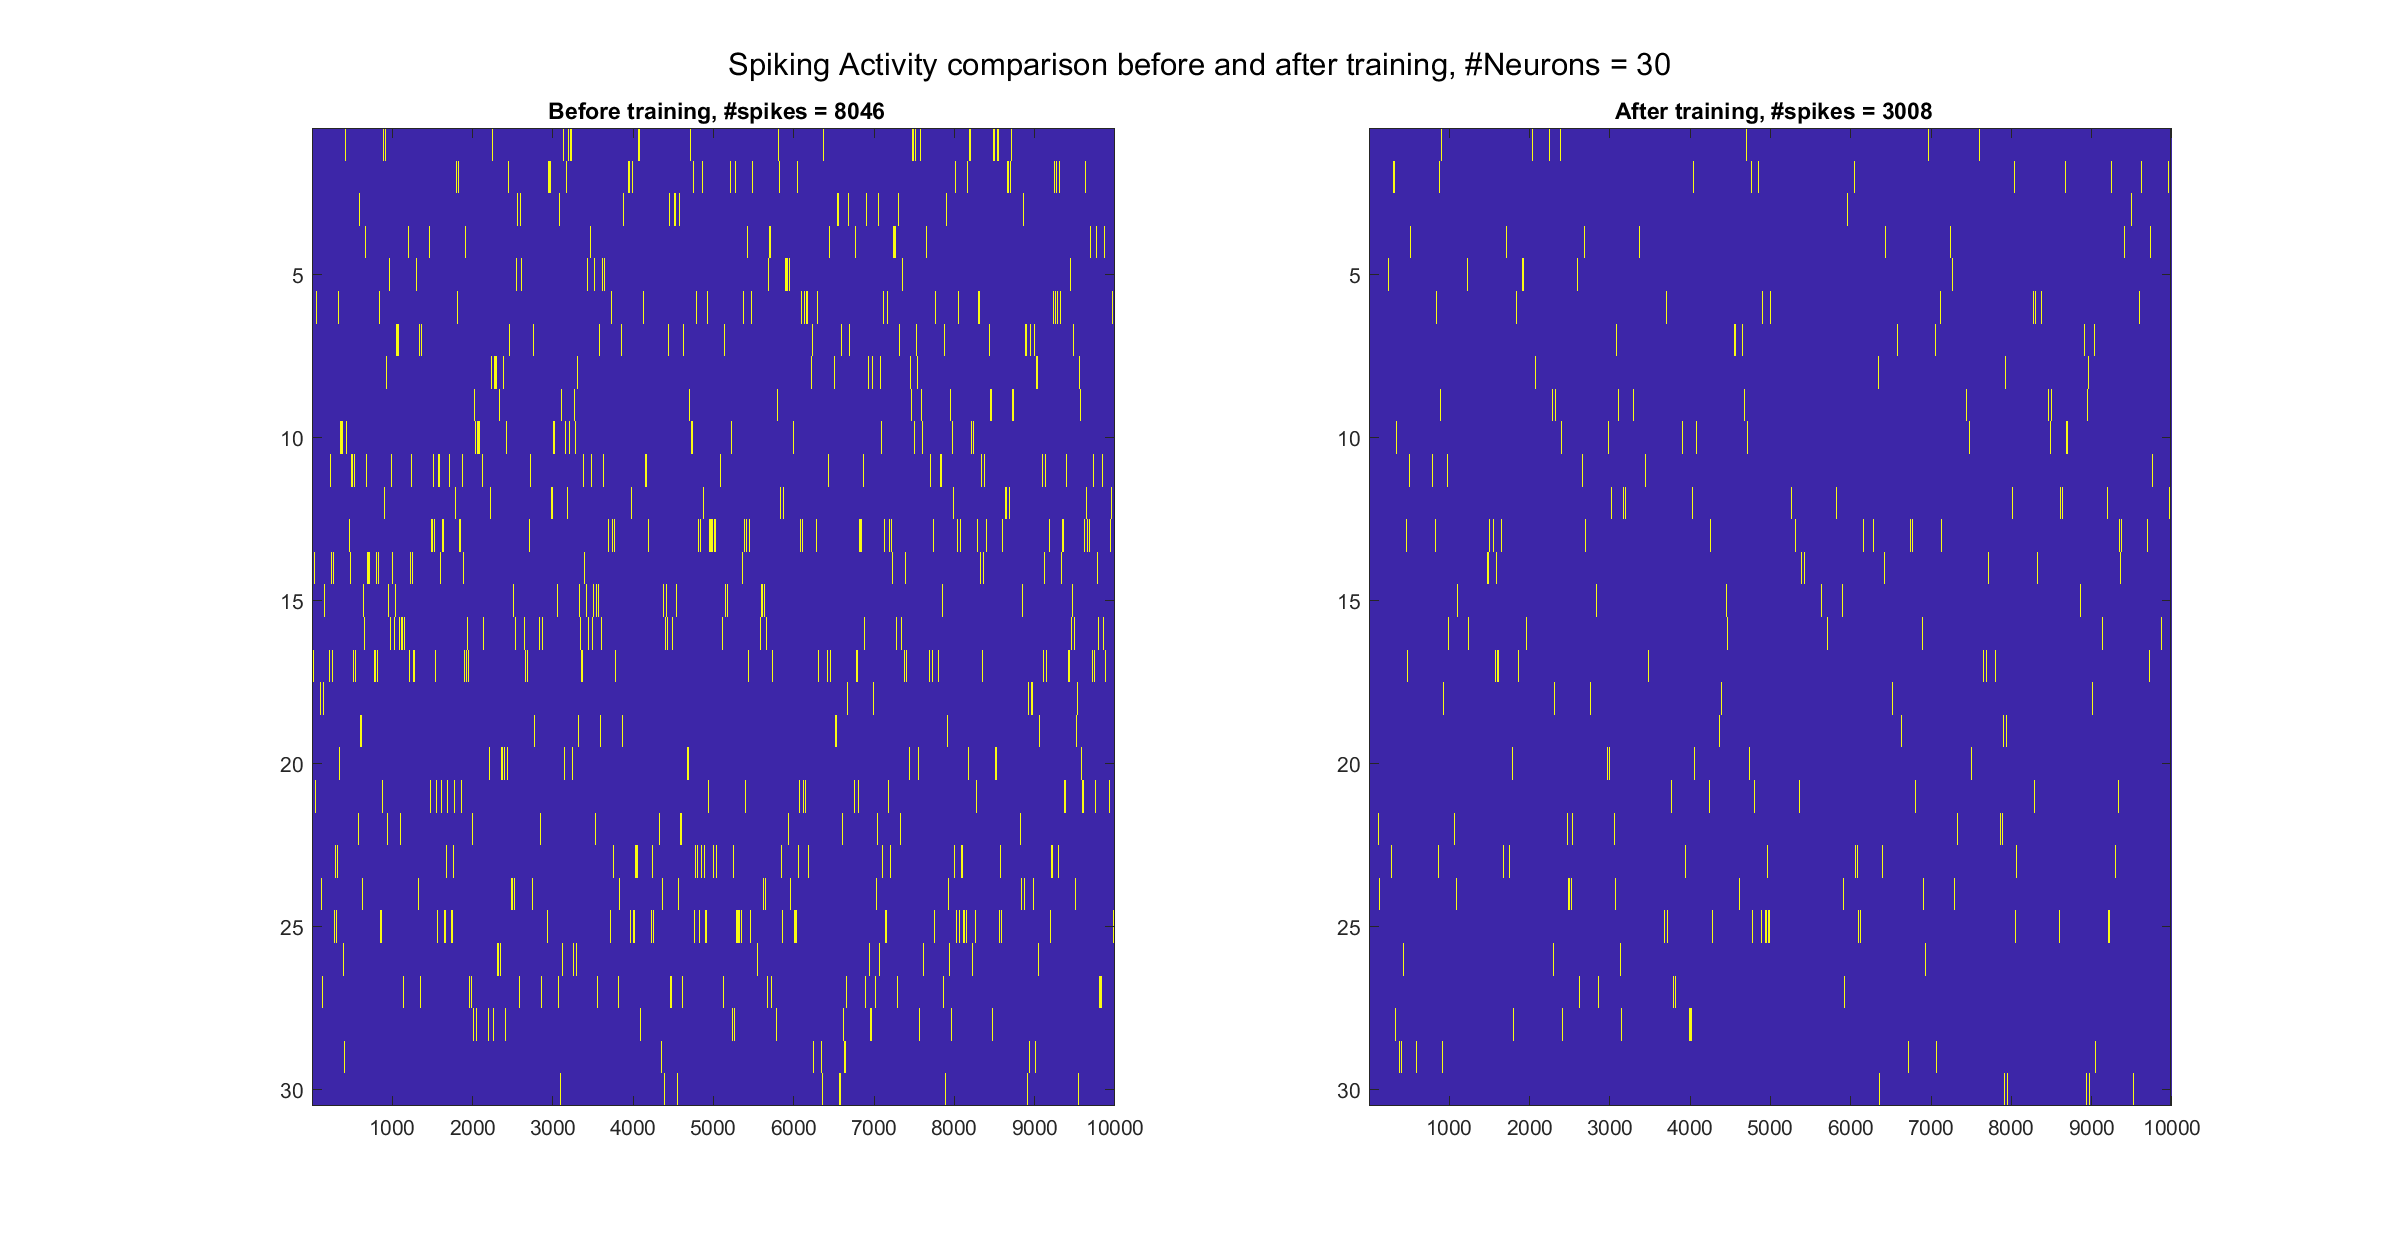 Spiking Activity comparison before and after training, #Neurons = 30
Before training, #spikes = 8046
5
10
15
20
25
30
1000 2000 3000 4000 5000 6000 7000 8000 9000 10000
After training, #spikes = 3008
5
10
15
20
25
30
1000 2000 3000 4000 5000 6000 7000 8000 9000 10000